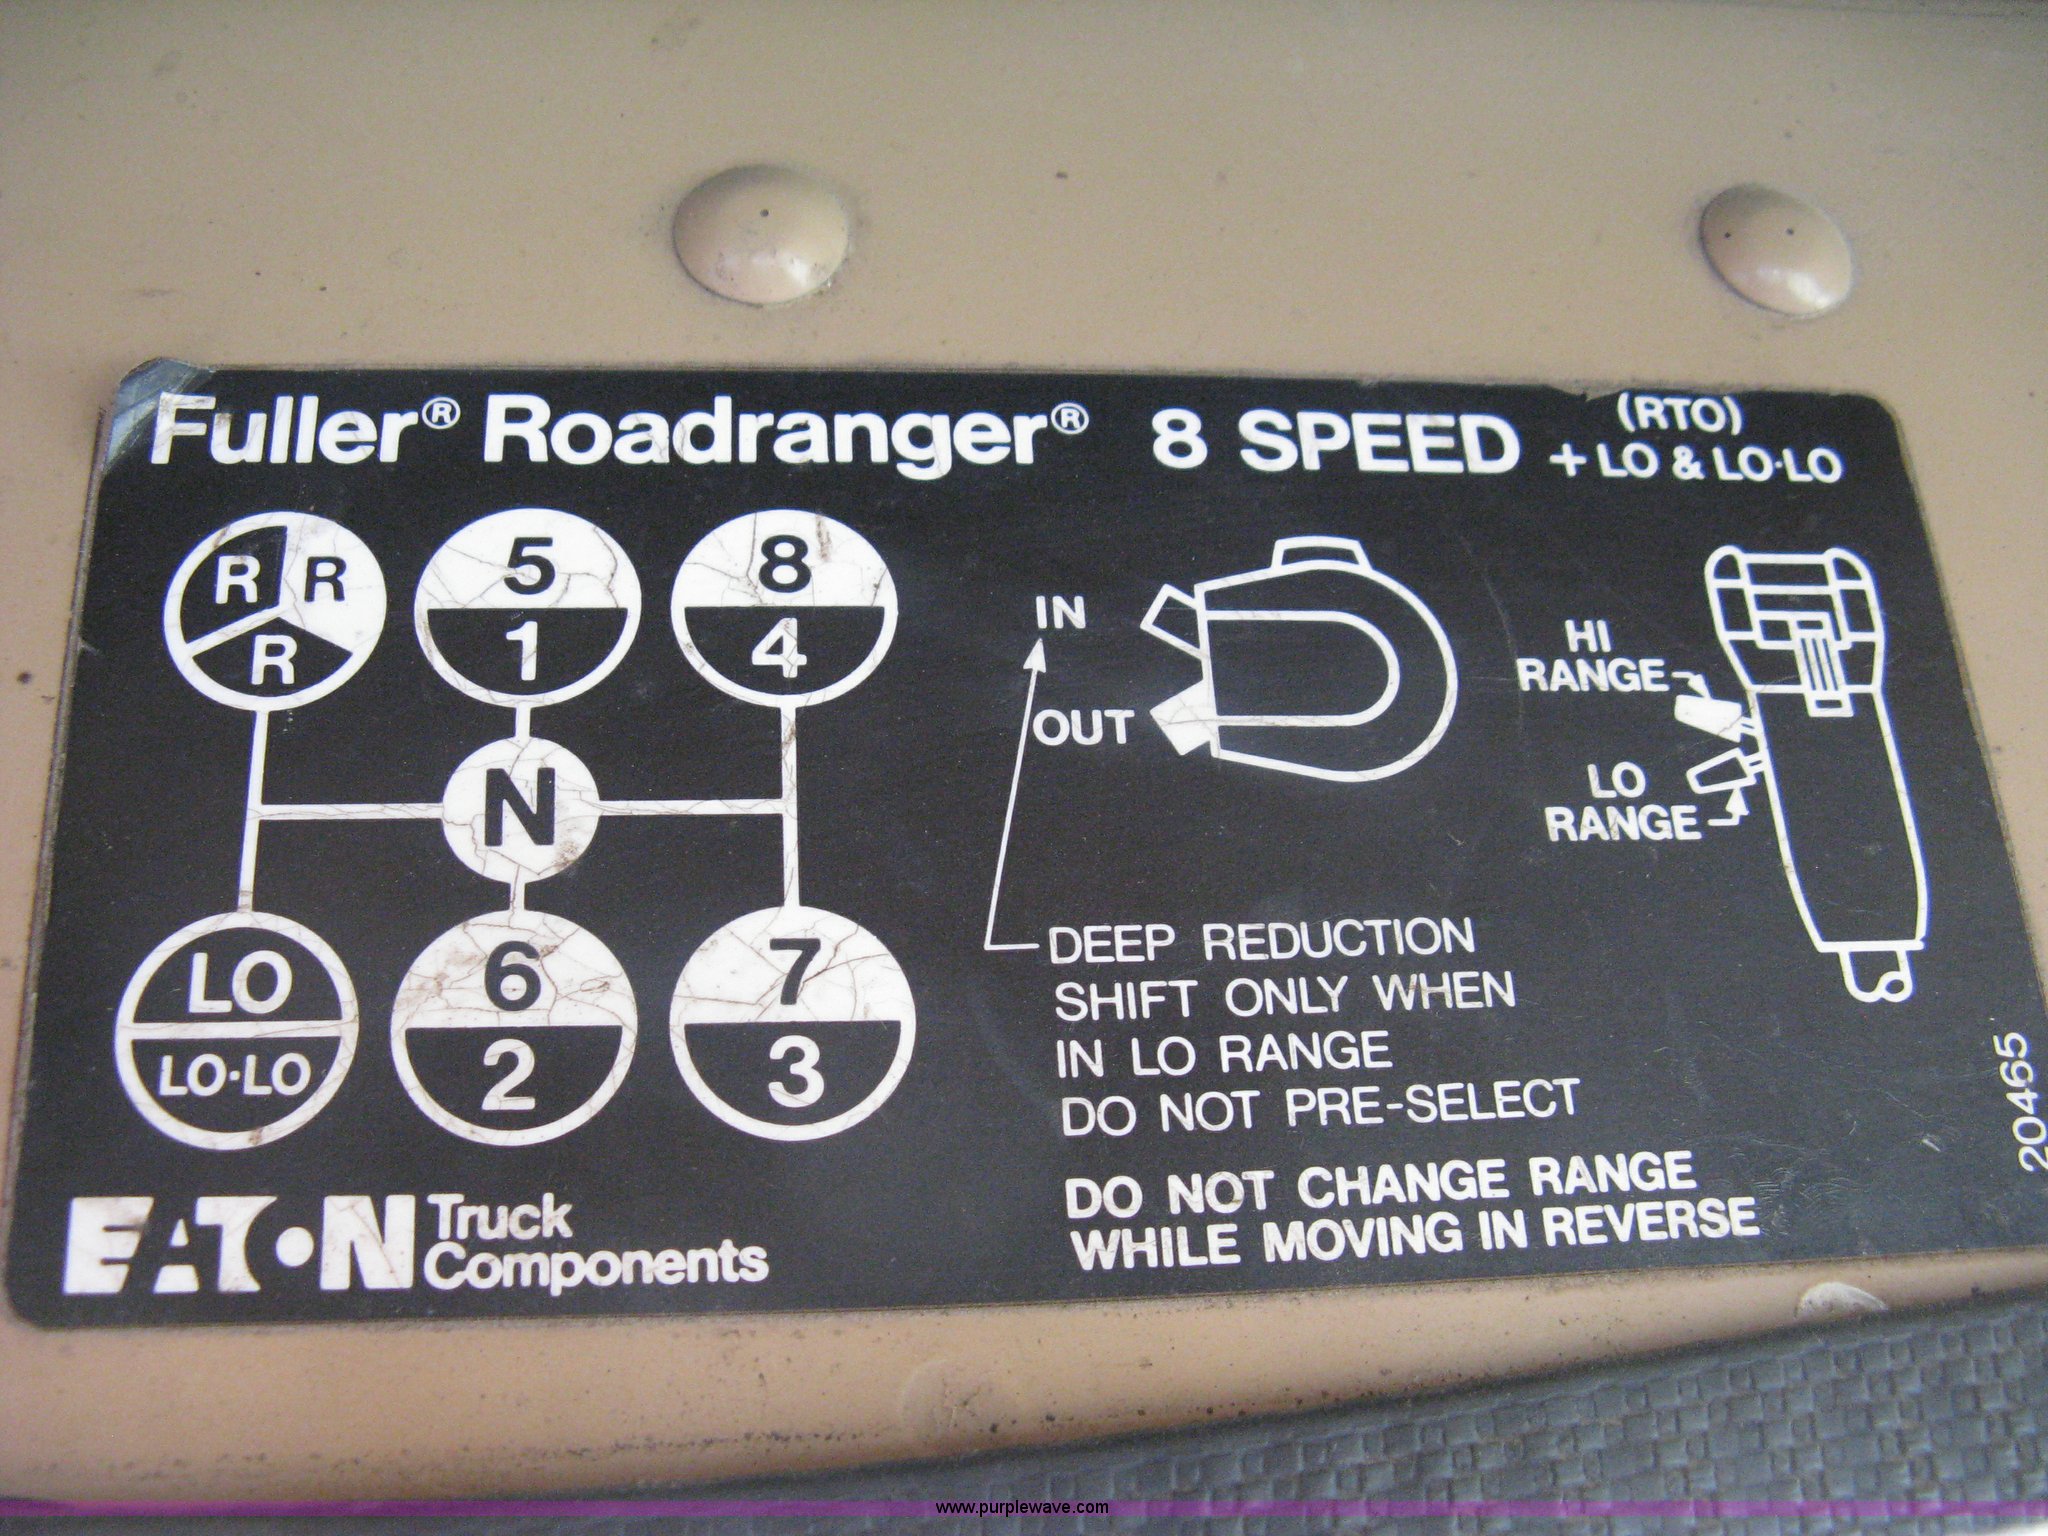 Fuller® Roadranger® 8 SPEED (RTO)
+ LO & LO·LO
R R
R
5
1
8
4
N
LO
LO·LO
6
2
7
3
IN
OUT
HI
RANGE
LO
RANGE
DEEP REDUCTION
SHIFT ONLY WHEN
IN LO RANGE
DO NOT PRE-SELECT
DO NOT CHANGE RANGE
WHILE MOVING IN REVERSE
20465
EATON Truck
Components
www.purplewave.com